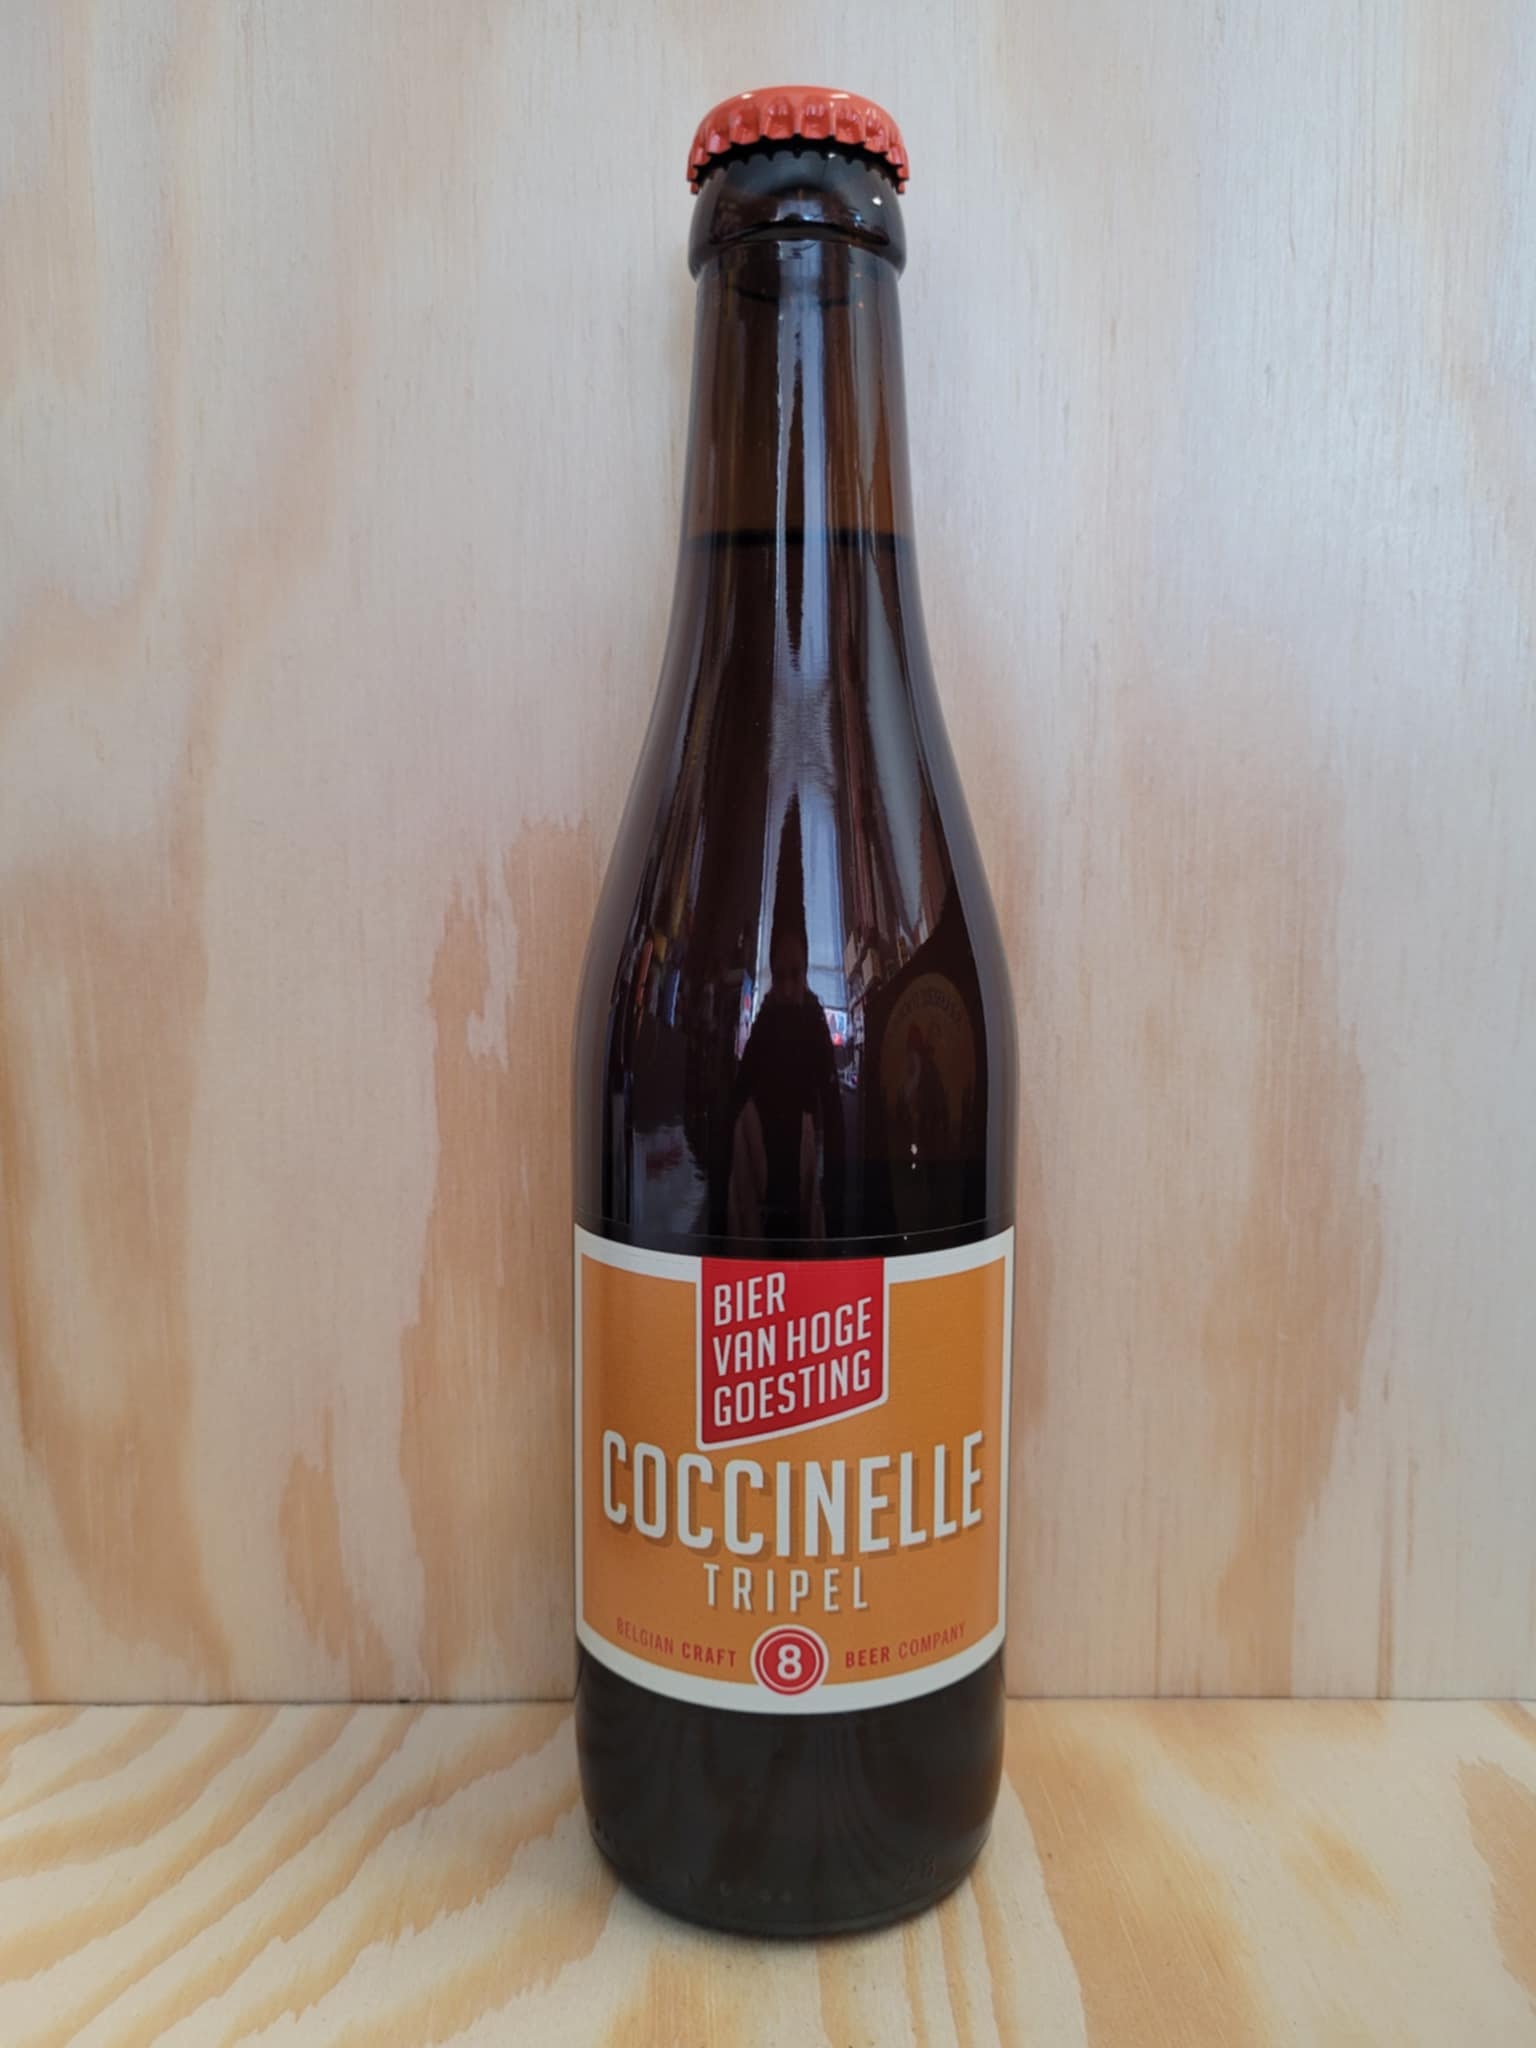 BIER
VAN HOGE
GOESTING
COCCINELLE
TRIPEL
BELGIAN CRAFT 8 BEER COMPANY